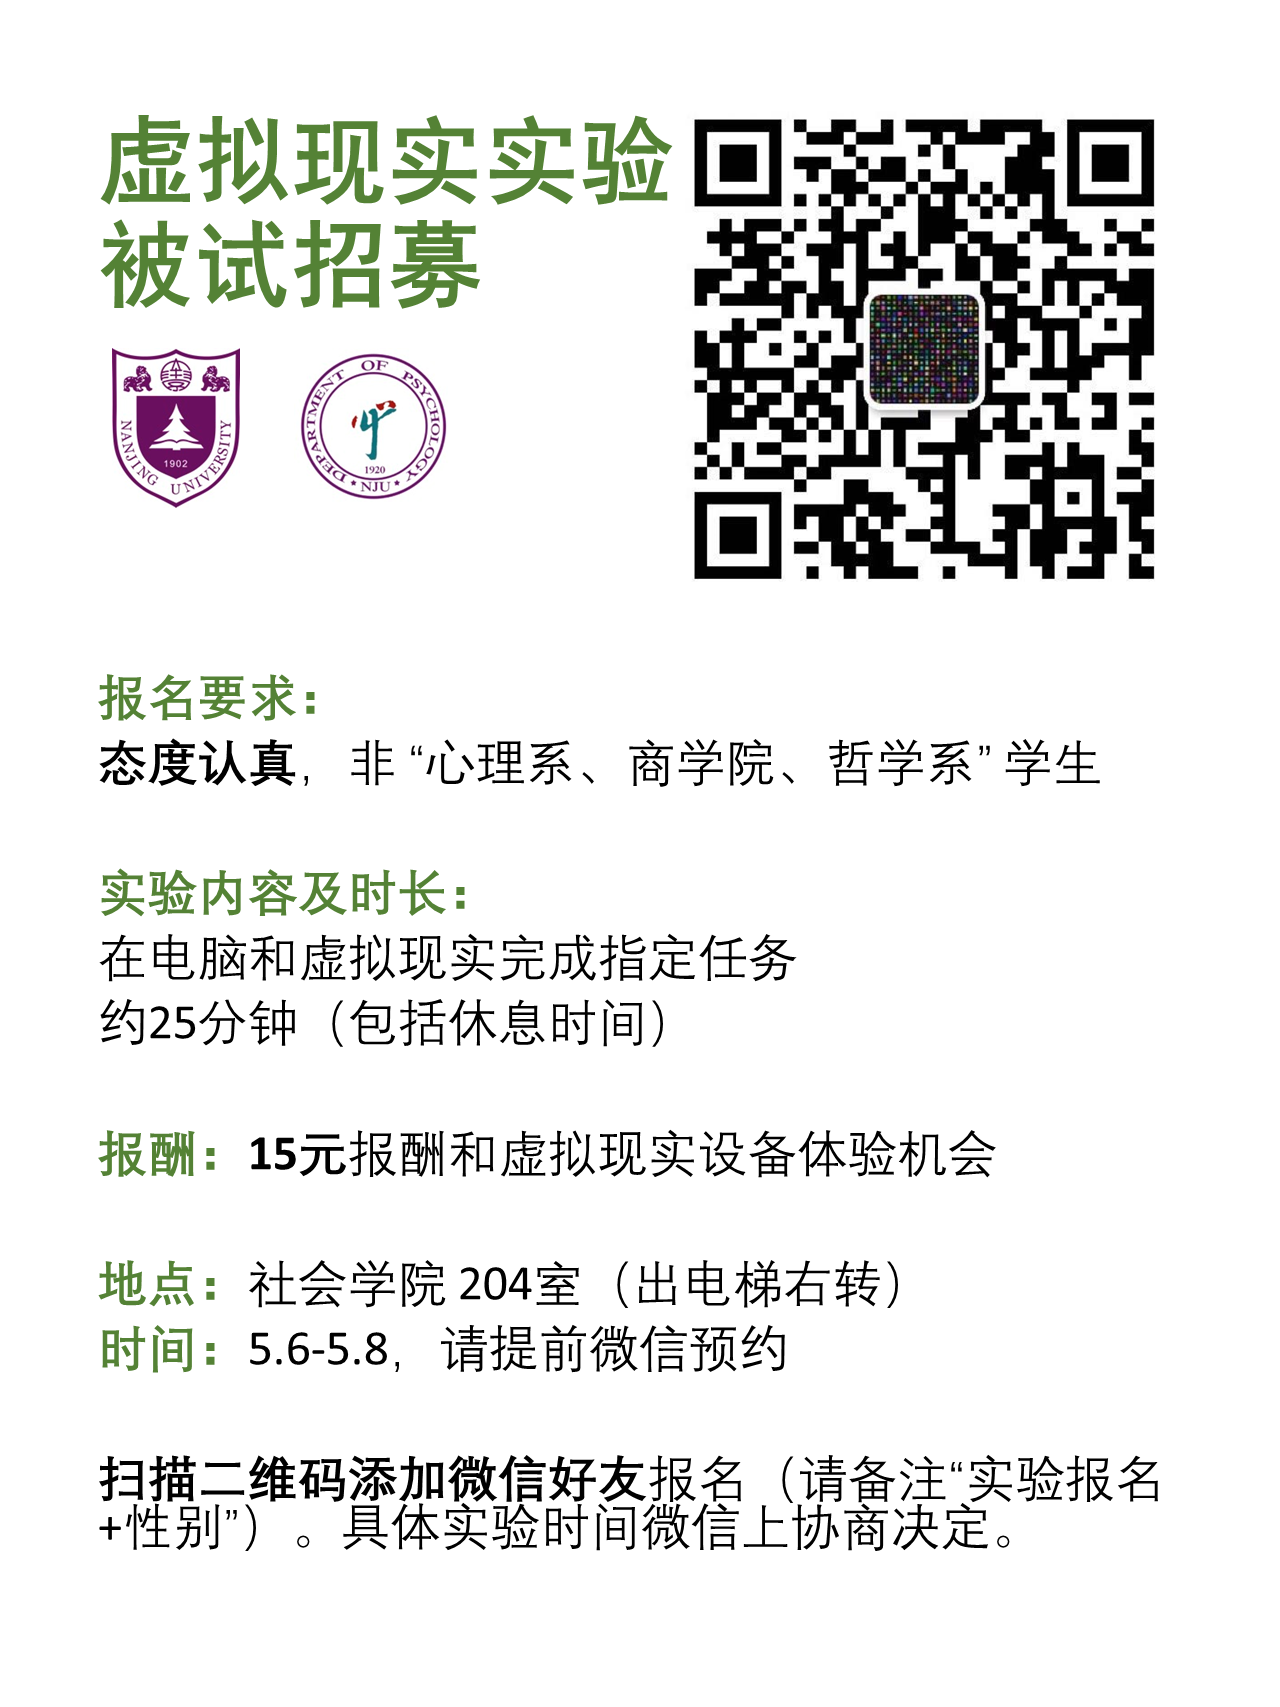 虚拟现实实验
被试招募
NANJING UNIVERSITY
1902
DEPARTMENT OF PSYCHOLOGY
1920
NJU
报名要求：
态度认真，非 “心理系、商学院、哲学系” 学生
实验内容及时长：
在电脑和虚拟现实完成指定任务
约25分钟（包括休息时间）
报酬：15元报酬和虚拟现实设备体验机会
地点：社会学院 204室（出电梯右转）
时间：5.6-5.8，请提前微信预约
扫描二维码添加微信好友报名（请备注“实验报名
+性别”）。具体实验时间微信上协商决定。